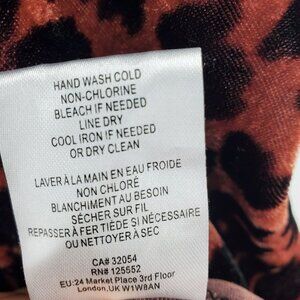 HAND WASH COLD
NON-CHLORINE
BLEACH IF NEEDED
LINE DRY
COOL IRON IF NEEDED
OR DRY CLEAN
LAVER À LA MAIN EN EAU FROIDE
NON CHLORÉ
BLANCHIMENT AU BESOIN
SÉCHER SUR FIL
REPASSER À FER TIÈDE SI NÉCESSAIRE
OU NETTOYER À SEC
CA# 32054
RN# 125552
EU:24 Market Place 3rd Floor
London,UK W1W8AN